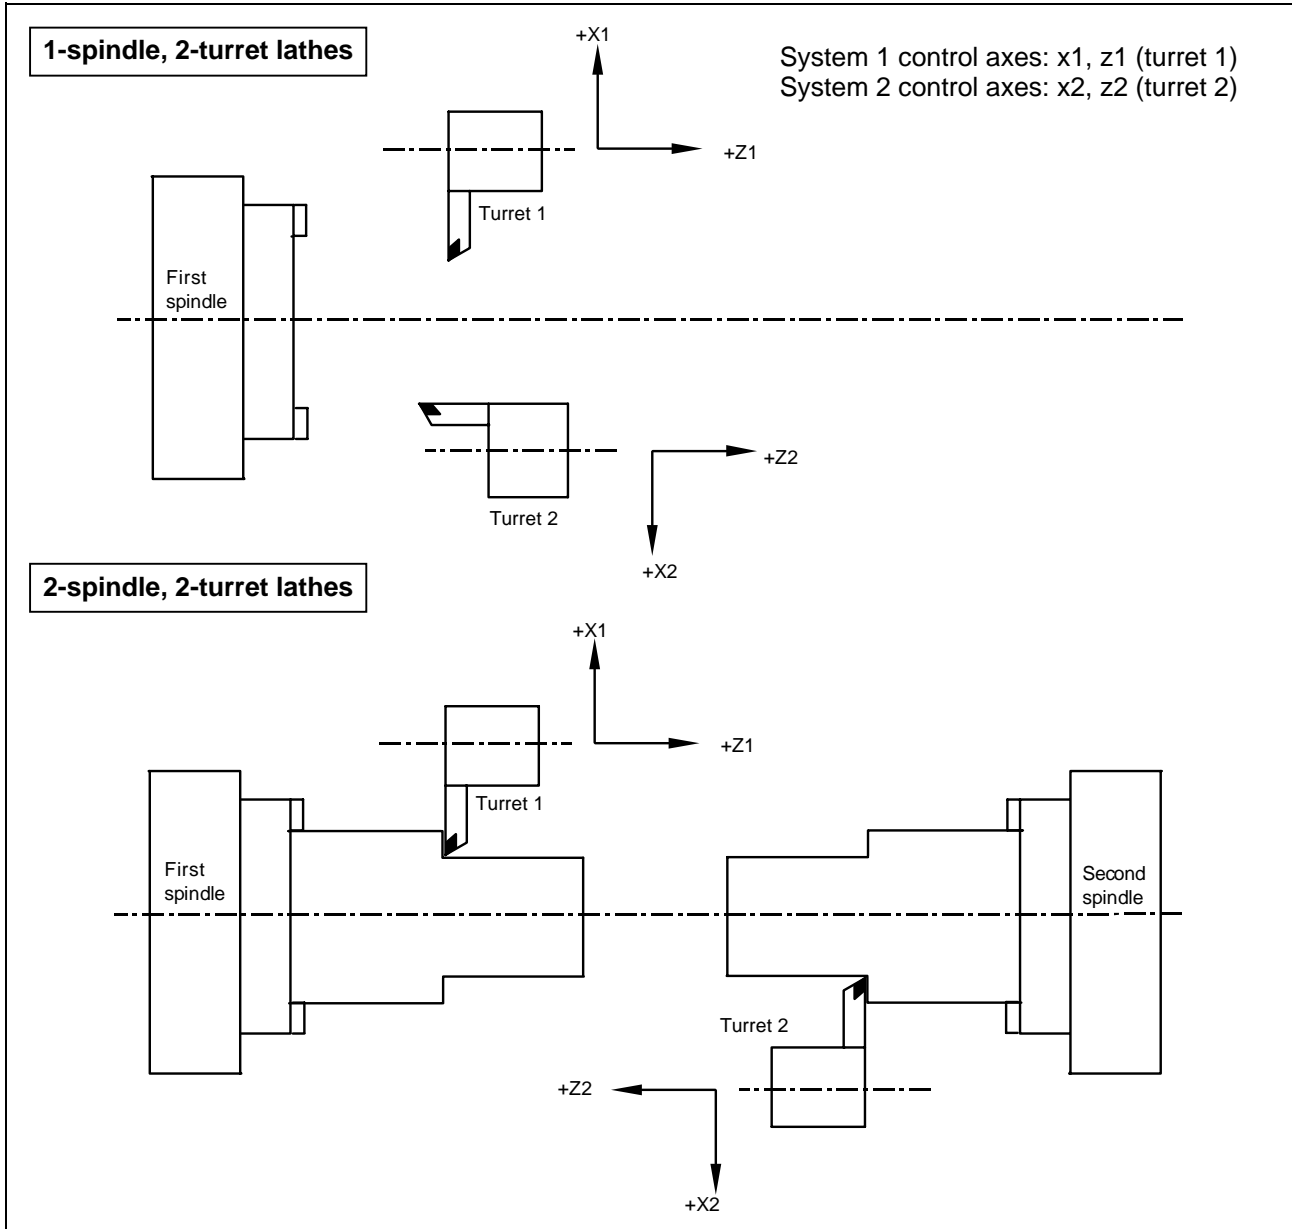 1-spindle, 2-turret lathes
System 1 control axes: x1, z1 (turret 1)
System 2 control axes: x2, z2 (turret 2)
+X1
+Z1
Turret 1
First
spindle
+Z2
Turret 2
+X2
2-spindle, 2-turret lathes
+X1
+Z1
Turret 1
First
spindle
Second
spindle
Turret 2
+Z2
+X2